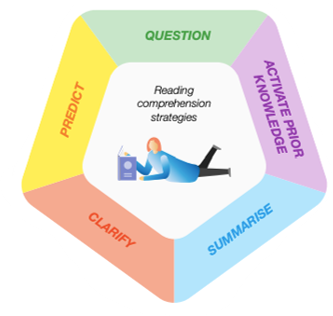 QUESTION
ACTIVATE PRIOR
KNOWLEDGE
SUMMARISE
CLARIFY
PREDICT
Reading
comprehension
strategies